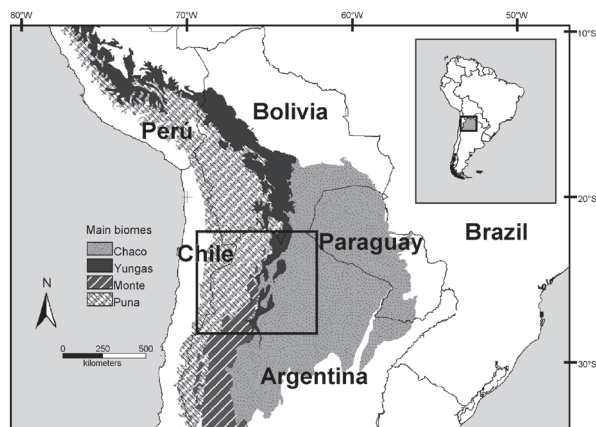 80°W 70°W 60°W 50°W
10°S
Bolivia
Perú
20°S
Main biomes
Chaco
Yungas
Monte
Puna
Chile
Paraguay
Brazil
N
0 250 500
kilometers
30°S
Argentina